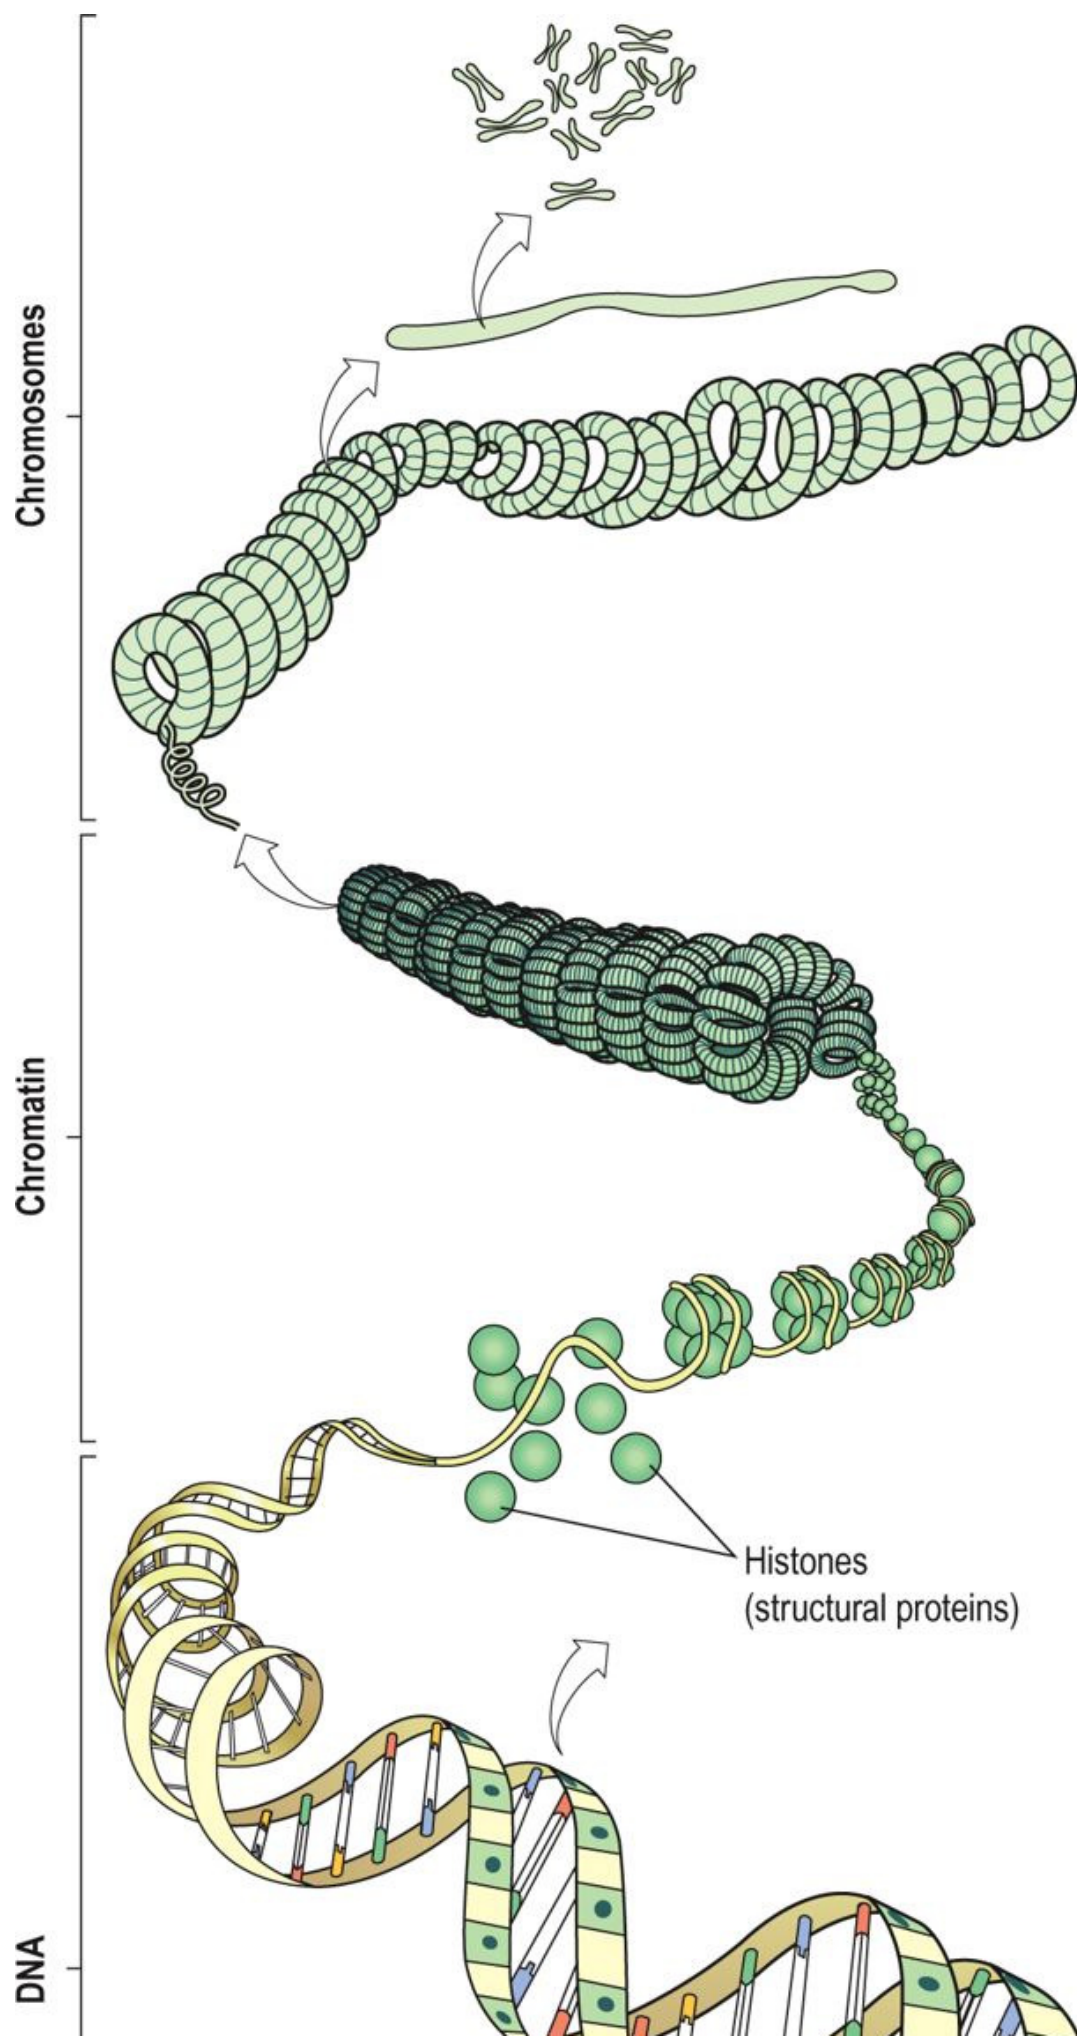 Chromosomes
Chromatin
Histones
(structural proteins)
DNA